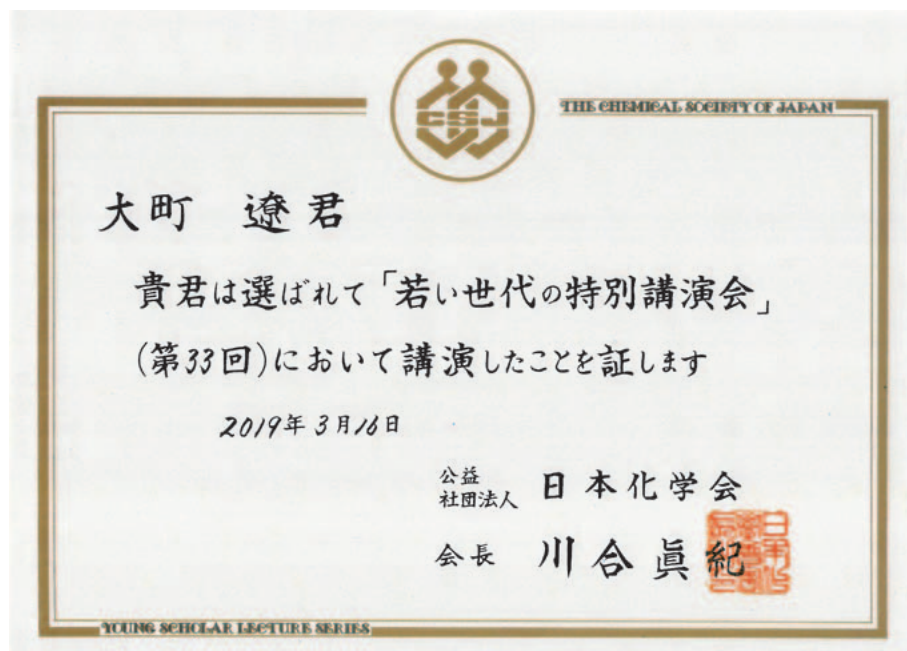 CSJ
THE CHEMICAL SOCIETY OF JAPAN
大町 遼君
貴君は選ばれて「若い世代の特別講演会」
(第33回)において講演したことを証します
2019年3月16日
公益
社団法人 日本化学会
会長 川合眞紀
YOUNG SCHOLAR LECTURE SERIES